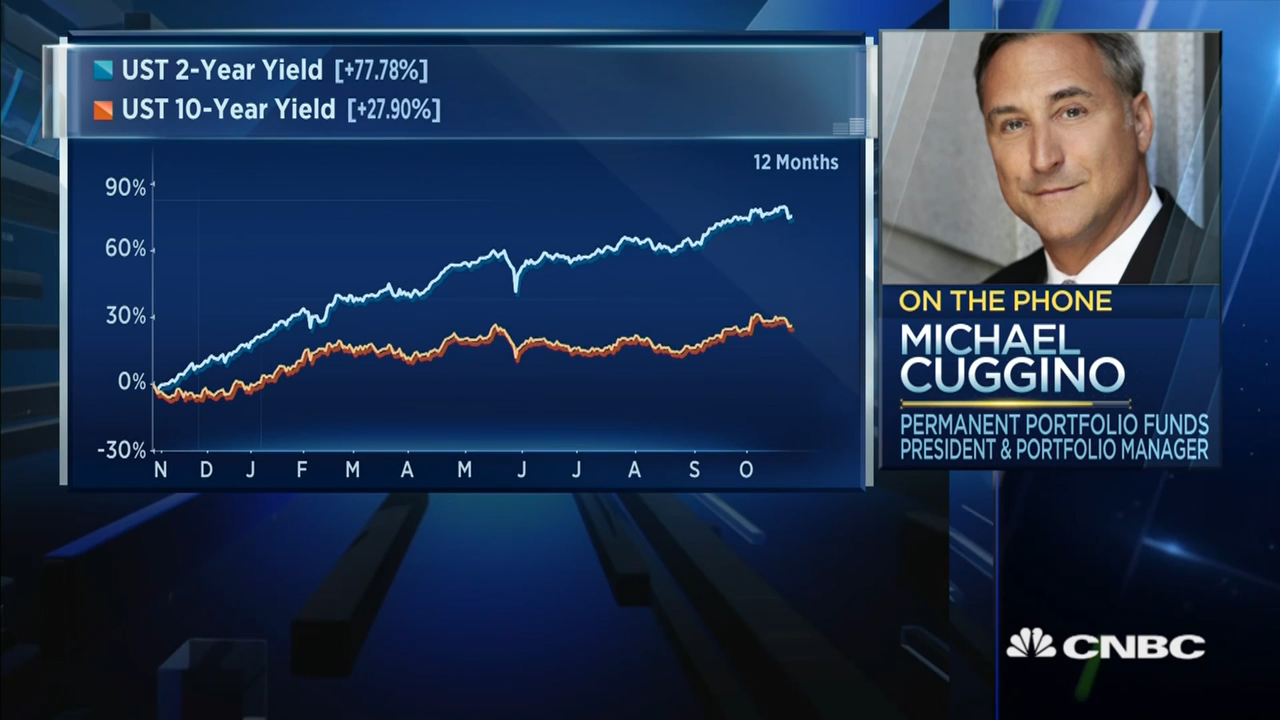 UST 2-Year Yield [+77.78%]
UST 10-Year Yield [+27.90%]
12 Months
90%
60%
30%
0%
-30%
N D J F M A M J J A S O
ON THE PHONE
MICHAEL
CUGGINO
PERMANENT PORTFOLIO FUNDS
PRESIDENT & PORTFOLIO MANAGER
CNBC